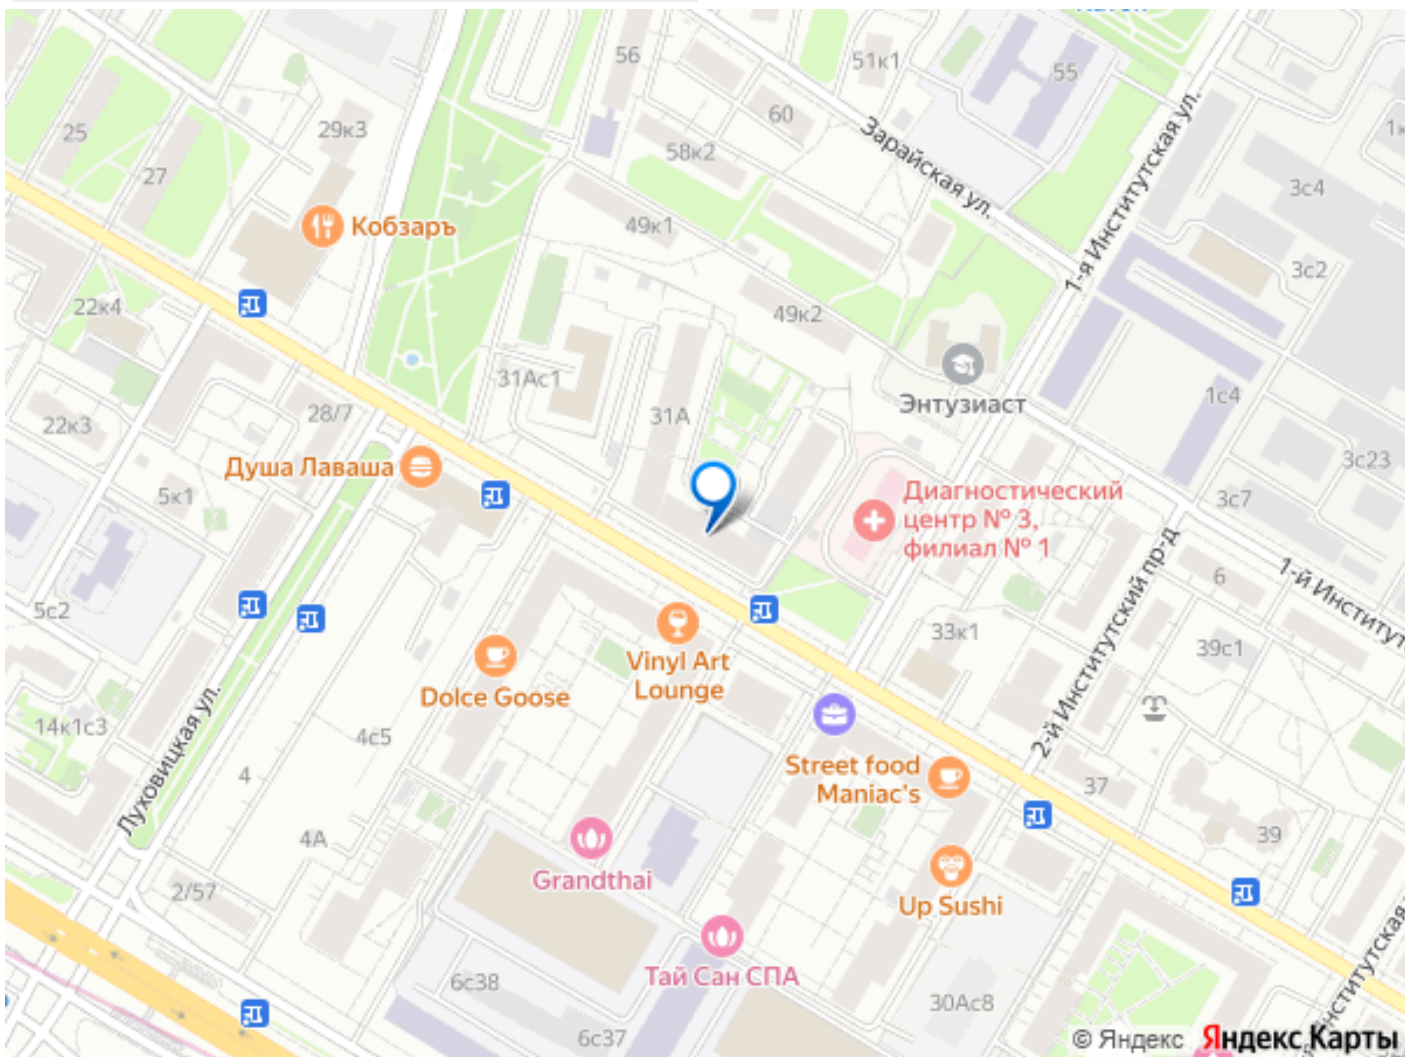 56
51к1
55
25
29к3
60
Зарайская ул.
1-я Институтская ул.
27
58к2
3с4
Кобзаръ
49к1
3с2
22к4
49к2
31Ас1
Энтузиаст
1с4
28/7
31А
22к3
Душа Лаваша
3с23
5к1
Диагностический
центр № 3,
филиал № 1
3с7
6
1-й Институт
5с2
33к1
2-й Институтский пр-д
39с1
Vinyl Art
Lounge
Dolce Goose
14к1с3
Луховицкая ул.
4с5
4
Street food
Maniac's
37
39
4А
Grandthai
2/57
Up Sushi
Тай Сан СПА
6с38
30Ас8
6с37
© Яндекс Яндекс Карты